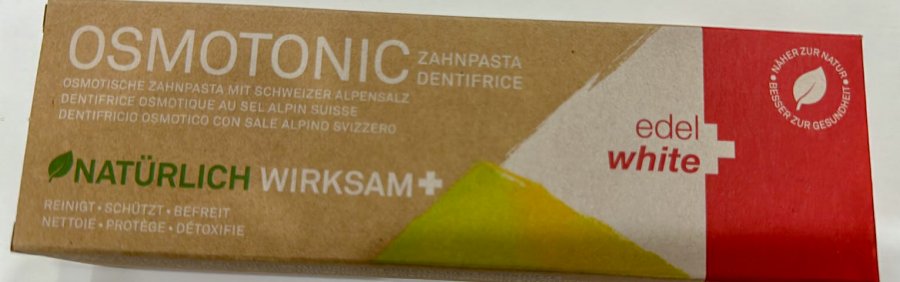 OSMOTONIC
ZAHNPASTA
DENTIFRICE
OSMOTISCHE ZAHNPASTA MIT SCHWEIZER ALPENSALZ
DENTIFRICE OSMOTIQUE AU SEL ALPIN SUISSE
DENTIFRICIO OSMOTICO CON SALE ALPINO SVIZZERO
NATÜRLICH WIRKSAM+
REINIGT • SCHÜTZT • BEFREIT
NETTOIE • PROTÈGE • DÉTOXIFIE
edel
white
NÄHER ZUR NATUR •
BESSER ZUR GESUNDHEIT •